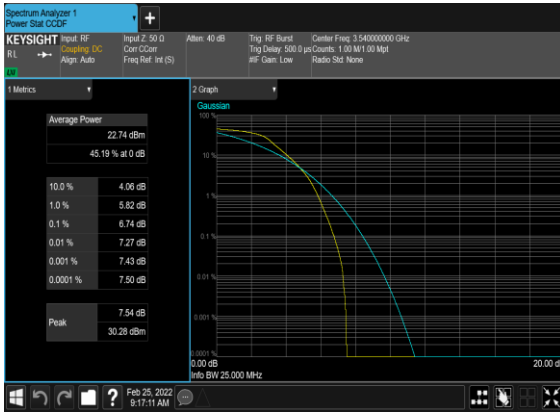 Spectrum Analyzer 1
Power Stat CCDF
KEYSIGHT
RL
Input: RF
Coupling: DC
Align: Auto
Input Z: 50 Ω
Corr CCorr
Freq Ref: Int (S)
Atten: 40 dB
Trig: RF Burst
Trig Delay: 500.0 µs
#IF Gain: Low
Center Freq: 3.540000000 GHz
Counts: 1.00 M/1.00 Mpt
Radio Std: None
1 Metrics
Average Power
22.74 dBm
45.19 % at 0 dB
10.0 % 4.06 dB
1.0 % 5.82 dB
0.1 % 6.74 dB
0.01 % 7.27 dB
0.001 % 7.43 dB
0.0001 % 7.50 dB
Peak
7.54 dB
30.28 dBm
2 Graph
Gaussian
100 %
10 %
1 %
0.1 %
0.01 %
0.001 %
0.0001 %
0.00 dB
20.00 d
Info BW 25.000 MHz
?
Feb 25, 2022
9:17:11 AM